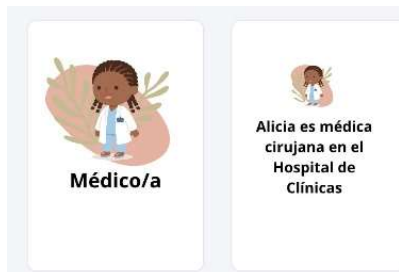 Médico/a
Alicia es médica
cirujana en el
Hospital de
Clínicas